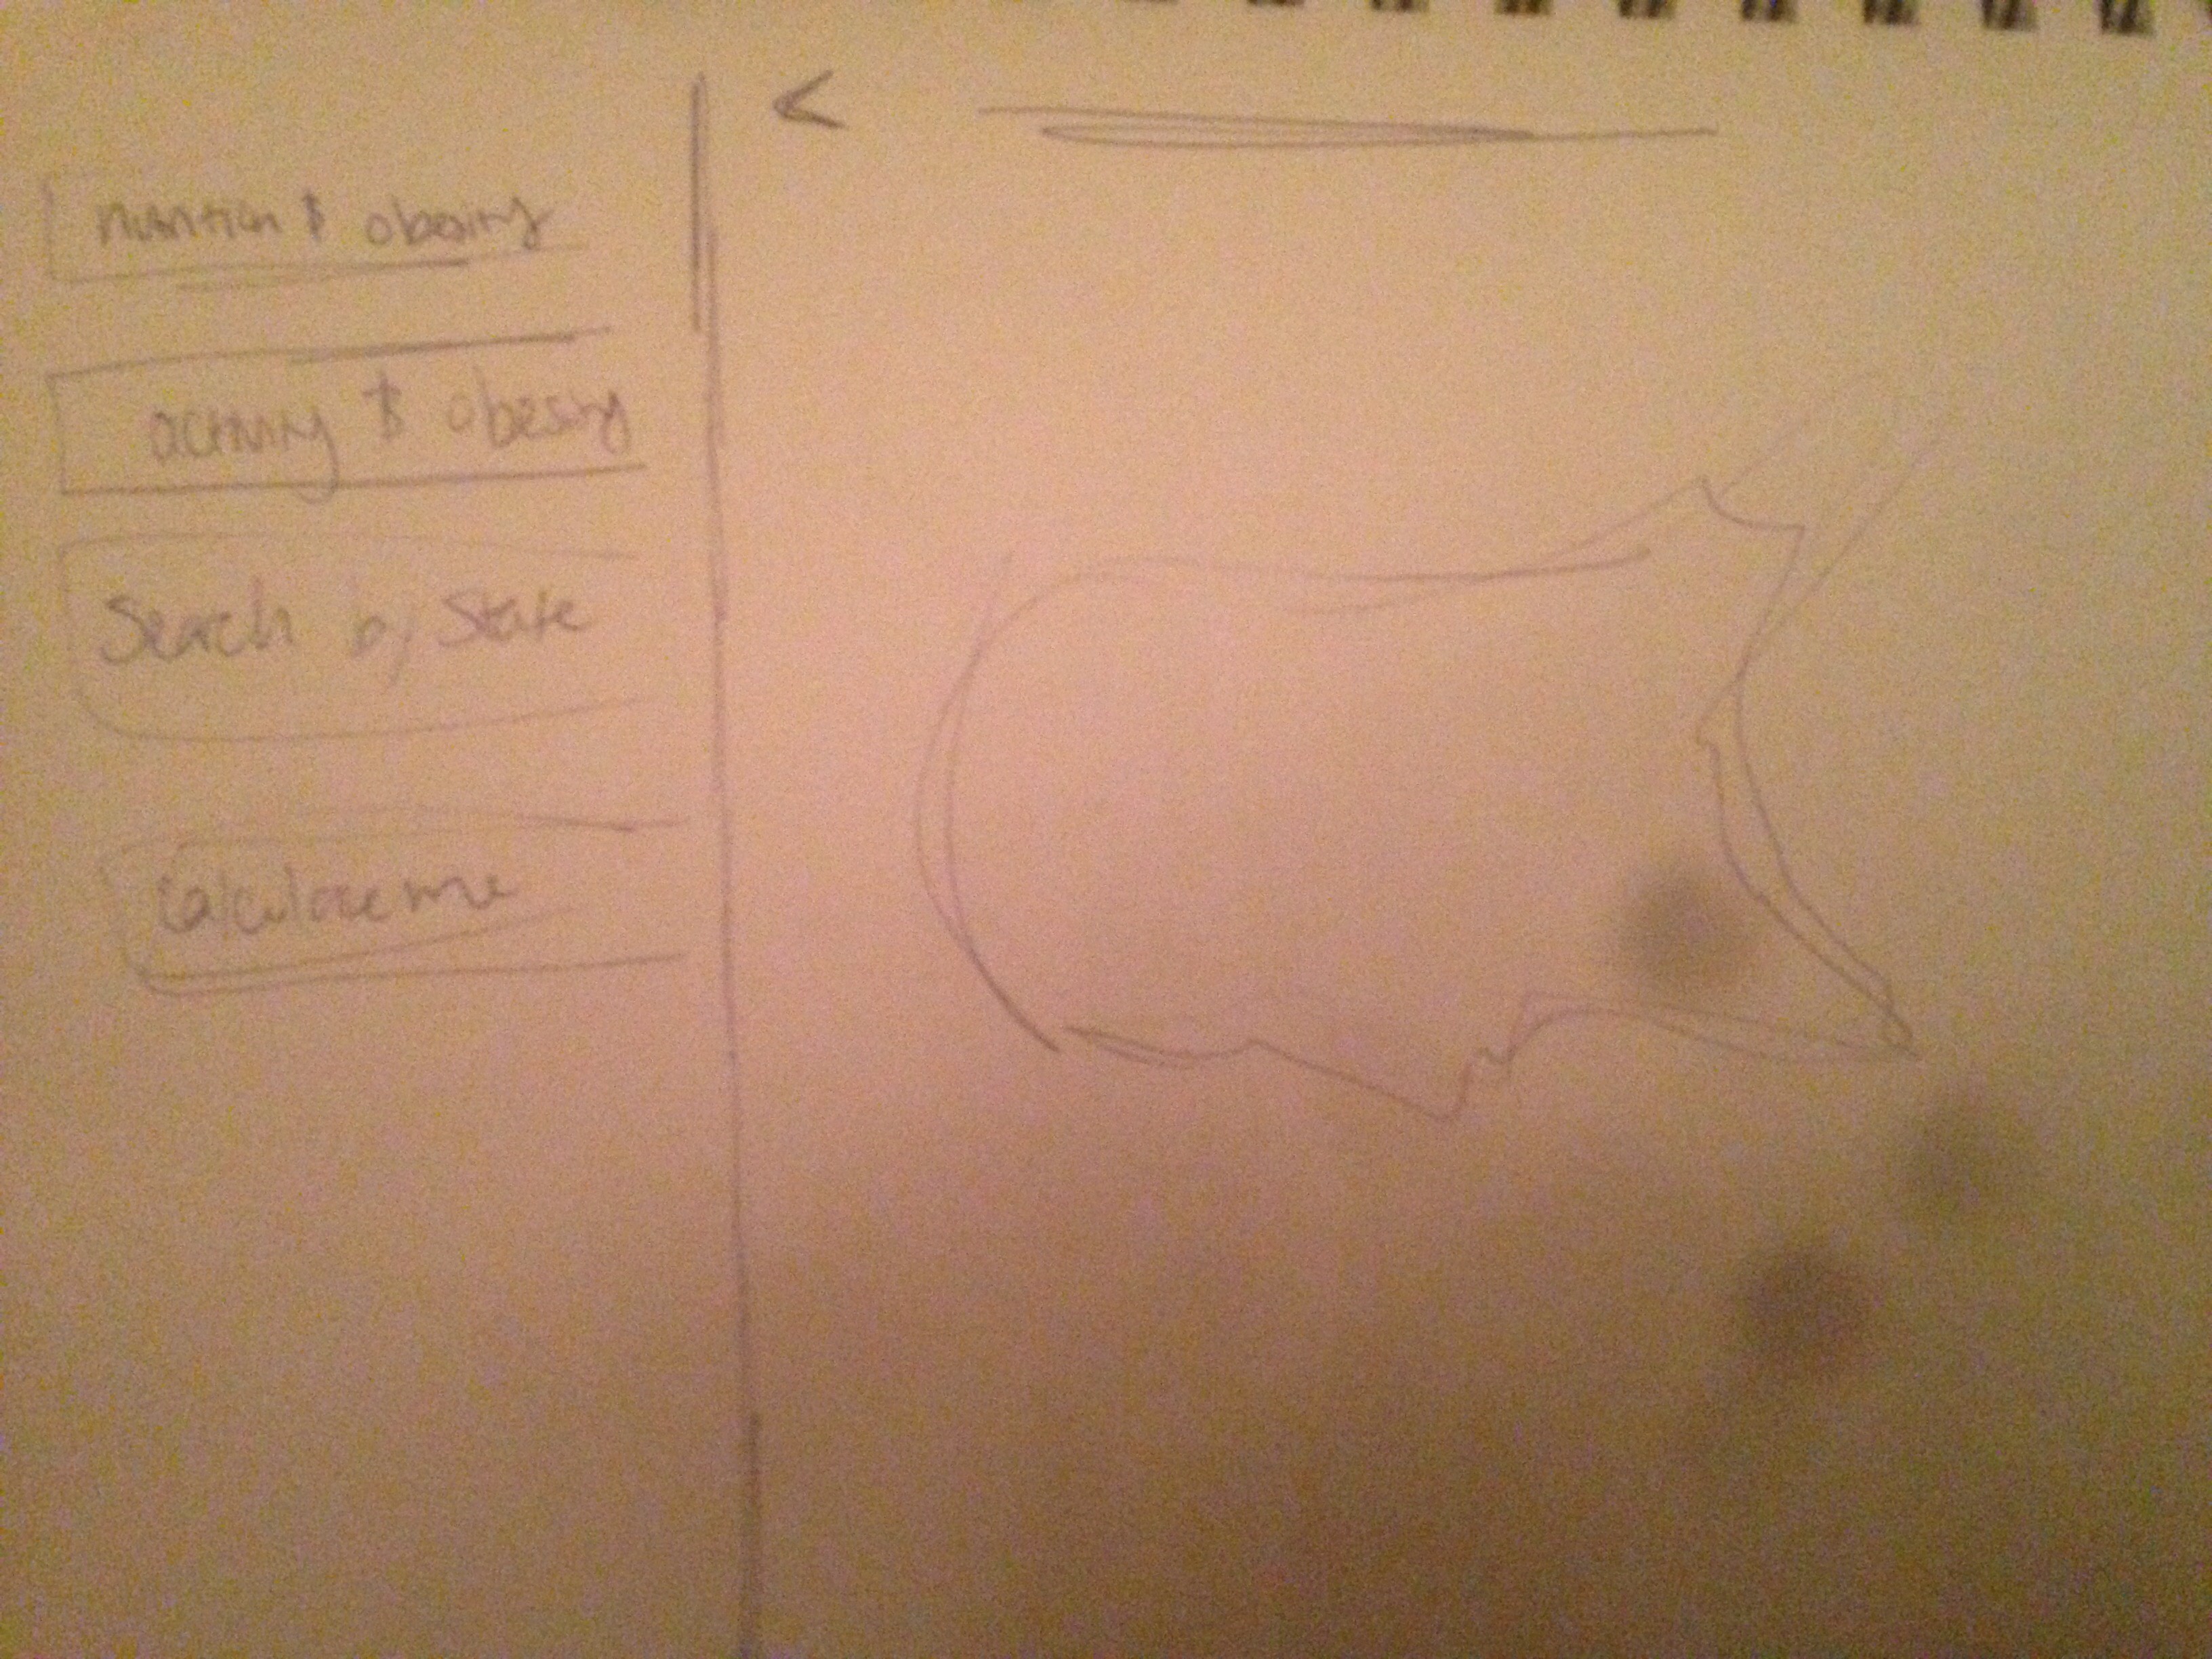 nutrition & obesity
activity & obesity
Search by State
calculate me
<